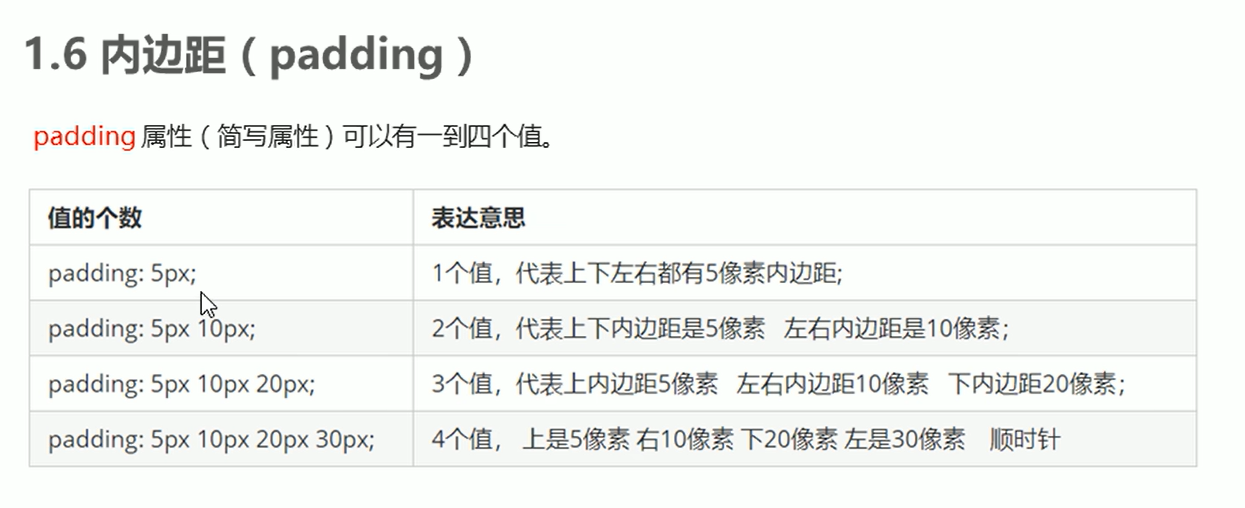 1.6 内边距（padding）
padding 属性（简写属性）可以有一到四个值。
值的个数 表达意思
padding: 5px; 1个值，代表上下左右都有5像素内边距;
padding: 5px 10px; 2个值，代表上下内边距是5像素 左右内边距是10像素；
padding: 5px 10px 20px; 3个值，代表上内边距5像素 左右内边距10像素 下内边距20像素；
padding: 5px 10px 20px 30px; 4个值， 上是5像素 右10像素 下20像素 左是30像素 顺时针